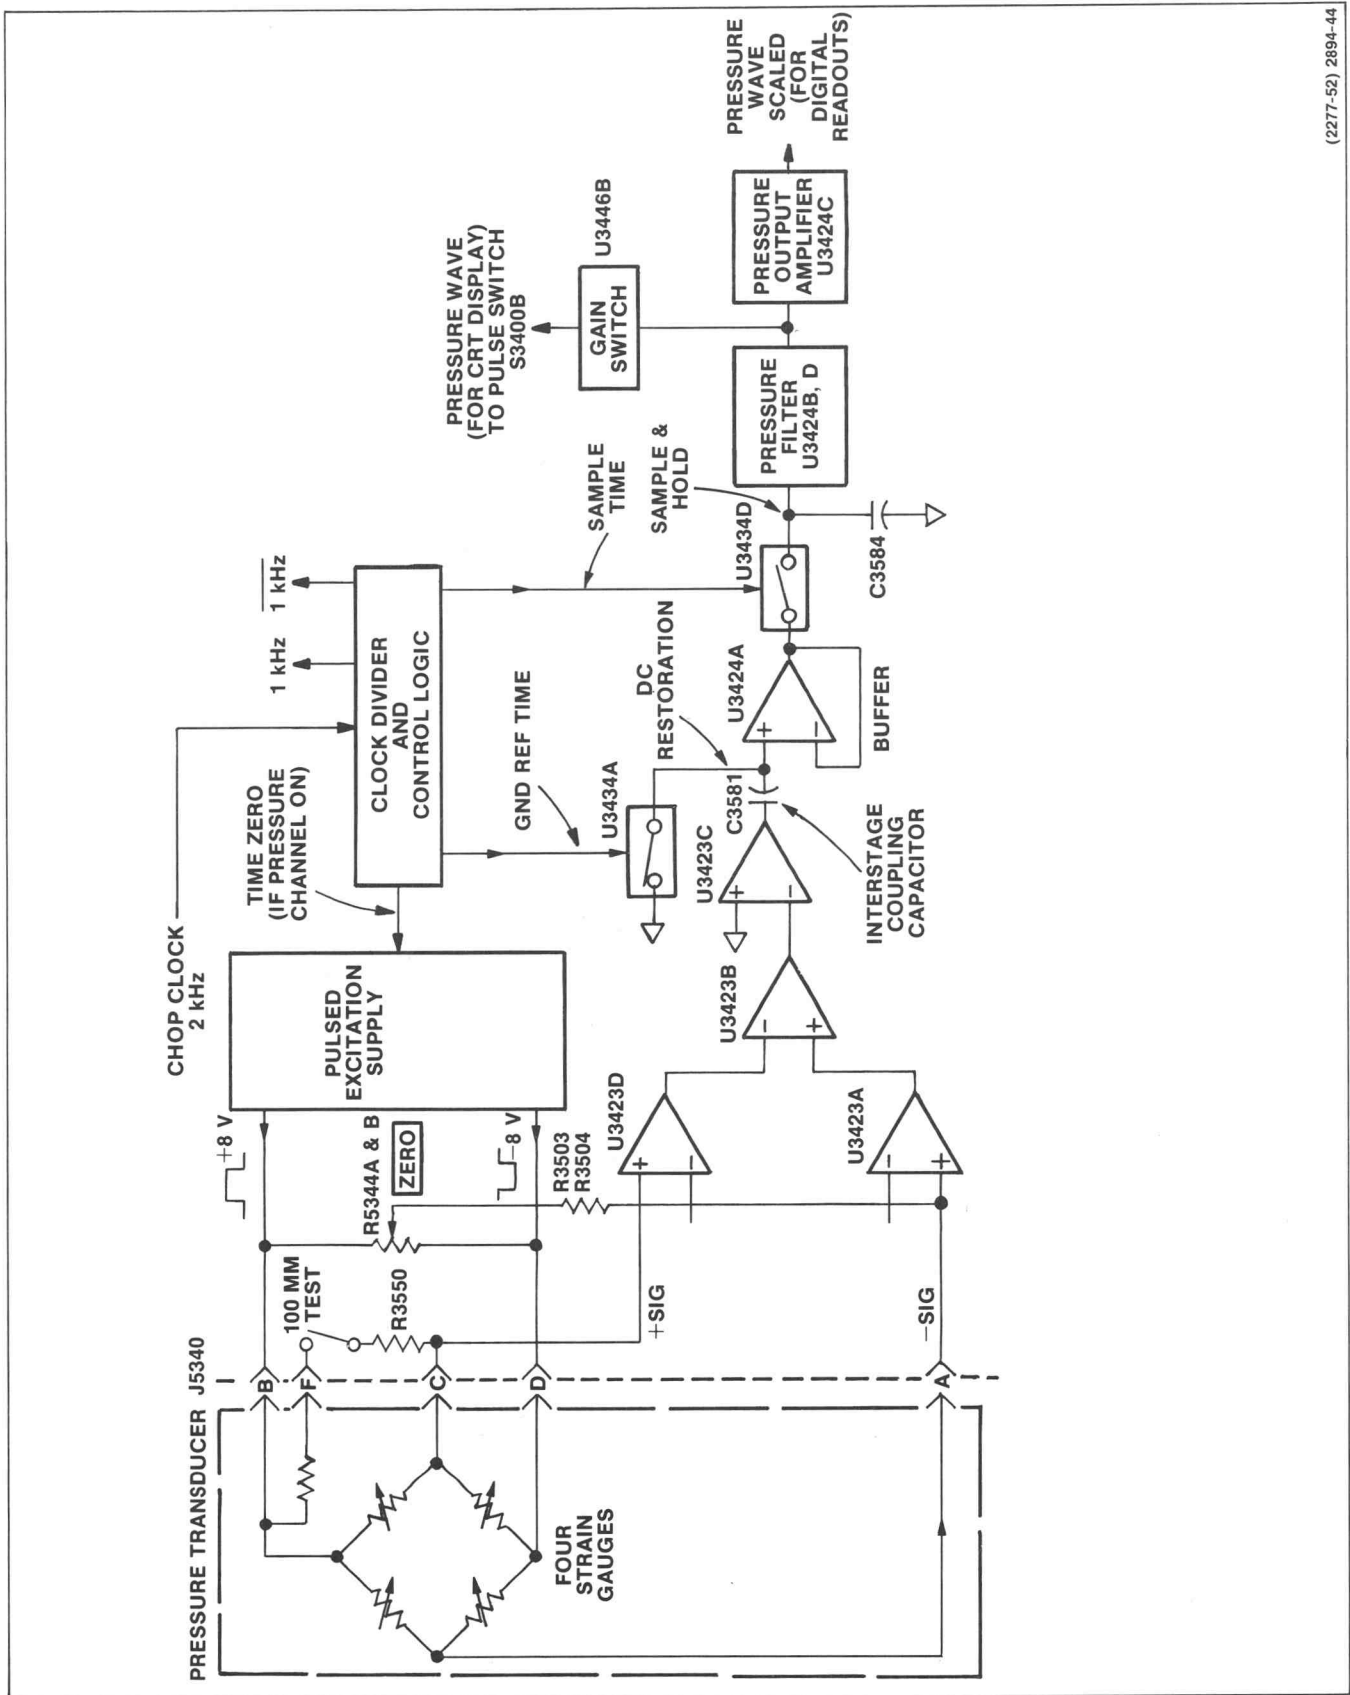 PRESSURE TRANSDUCER
J5340
FOUR
STRAIN
GAUGES
B
F
C
D
A
100 MM
TEST
R3550
+8 V
R5344A & B
ZERO
−8 V
R3503
R3504
+SIG
−SIG
CHOP CLOCK
2 kHz
PULSED
EXCITATION
SUPPLY
TIME ZERO
(IF PRESSURE
CHANNEL ON)
CLOCK DIVIDER
AND
CONTROL LOGIC
1 kHz
1 kHz
GND REF TIME
SAMPLE
TIME
U3423D
+
−
U3423A
−
+
U3423B
−
+
U3423C
+
−
U3434A
DC
RESTORATION
C3581
INTERSTAGE
COUPLING
CAPACITOR
U3424A
+
−
BUFFER
U3434D
SAMPLE &
HOLD
C3584
PRESSURE
FILTER
U3424B, D
GAIN
SWITCH
U3446B
PRESSURE WAVE
(FOR CRT DISPLAY)
TO PULSE SWITCH
S3400B
PRESSURE
OUTPUT
AMPLIFIER
U3424C
PRESSURE
WAVE
SCALED
(FOR
DIGITAL
READOUTS)
(2277-52) 2894-44